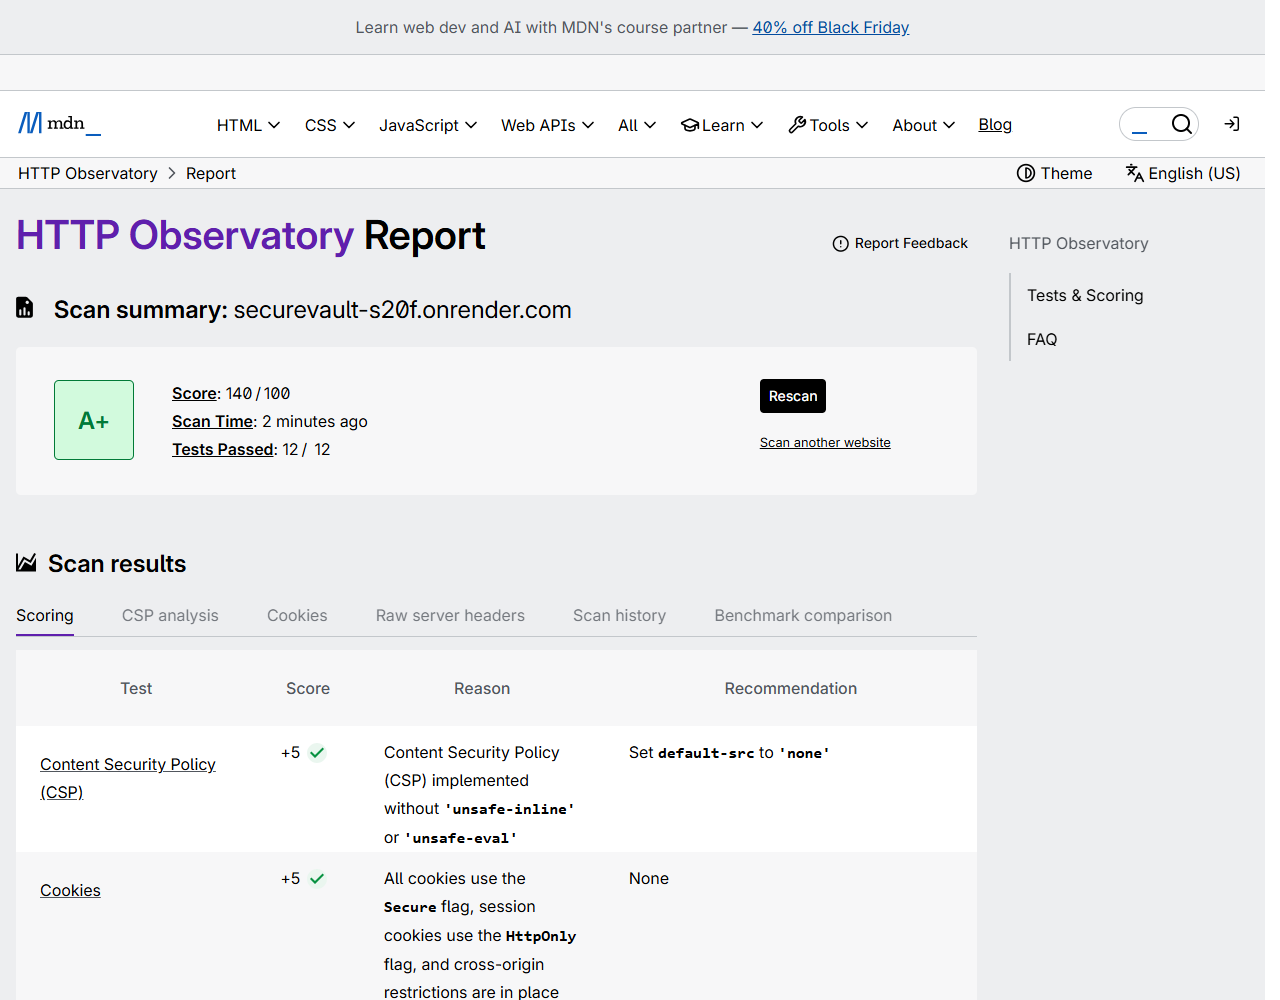 Learn web dev and AI with MDN's course partner — 40% off Black Friday
mdn_
HTML CSS JavaScript Web APIs All Learn Tools About Blog
HTTP Observatory Report Theme English (US)
HTTP Observatory Report
Report Feedback
HTTP Observatory
Scan summary: securevault-s20f.onrender.com
Tests & Scoring
FAQ
A+
Score: 140 / 100
Scan Time: 2 minutes ago
Tests Passed: 12 / 12
Rescan
Scan another website
Scan results
Scoring CSP analysis Cookies Raw server headers Scan history Benchmark comparison
Test Score Reason Recommendation
Content Security Policy
(CSP)
+5
Content Security Policy
(CSP) implemented
without 'unsafe-inline'
or 'unsafe-eval'
Set default-src to 'none'
Cookies
+5
All cookies use the
Secure flag, session
cookies use the HttpOnly
flag, and cross-origin
restrictions are in place
None